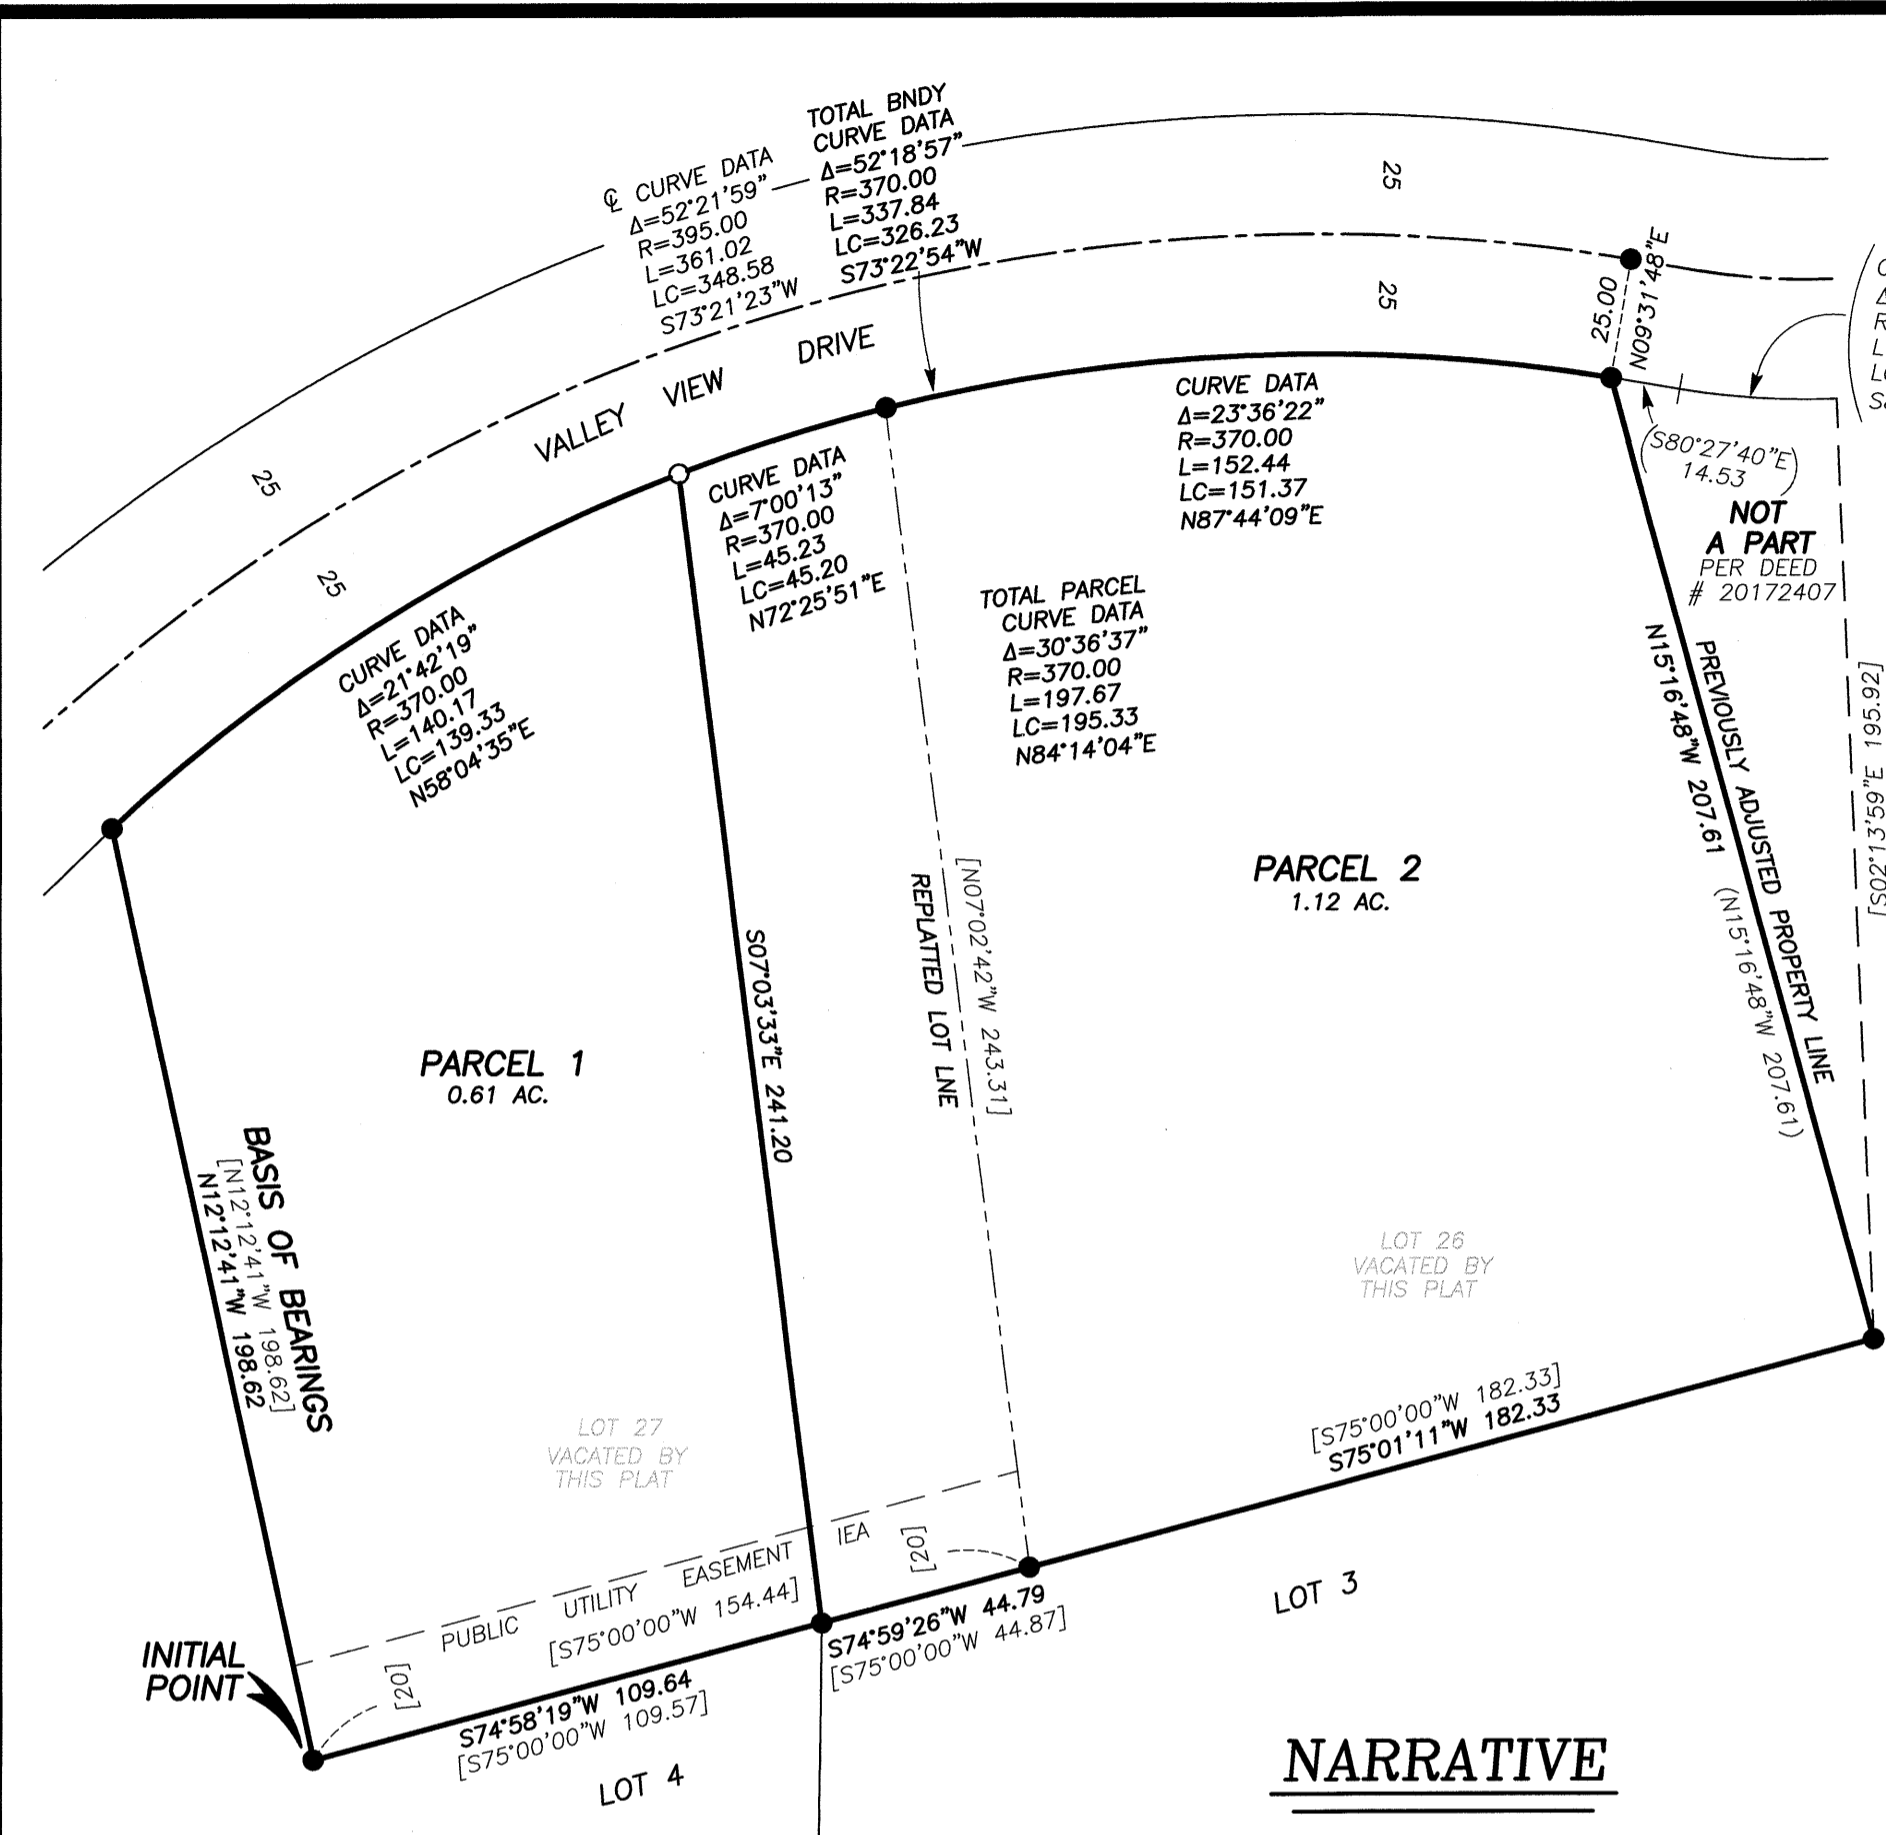 TOTAL BNDY
CURVE DATA
Δ=52°18'57"
R=370.00
L=337.84
LC=326.23
S73°22'54"W
℄ CURVE DATA
Δ=52°21'59"
R=395.00
L=361.02
LC=348.58
S73°21'23"W
25
25
25
25
VALLEY VIEW DRIVE
25.00
N09°31'48"E
(S80°27'40"E)
14.53
NOT
A PART
PER DEED
# 20172407
CURVE DATA
Δ=23°36'22"
R=370.00
L=152.44
LC=151.37
N87°44'09"E
CURVE DATA
Δ=7°00'13"
R=370.00
L=45.23
LC=45.20
N72°25'51"E
TOTAL PARCEL
CURVE DATA
Δ=30°36'37"
R=370.00
L=197.67
LC=195.33
N84°14'04"E
CURVE DATA
Δ=21°42'19"
R=370.00
L=140.17
LC=139.33
N58°04'35"E
PREVIOUSLY ADJUSTED PROPERTY LINE
N15°16'48"W 207.61 (N15°16'48"W 207.61)
[S02°13'59"E 195.92]
PARCEL 2
1.12 AC.
[N07°02'42"W 243.31]
REPLATTED LOT LNE
S07°03'33"E 241.20
PARCEL 1
0.61 AC.
BASIS OF BEARINGS
[N12°12'41"W 198.62]
N12°12'41"W 198.62
LOT 26
VACATED BY
THIS PLAT
LOT 27
VACATED BY
THIS PLAT
[S75°00'00"W 182.33]
S75°01'11"W 182.33
PUBLIC UTILITY EASEMENT IEA
[20]
[20]
[S75°00'00"W 154.44]
S74°59'26"W 44.79
[S75°00'00"W 44.87]
S74°58'19"W 109.64
[S75°00'00"W 109.57]
INITIAL
POINT
LOT 3
LOT 4
NARRATIVE